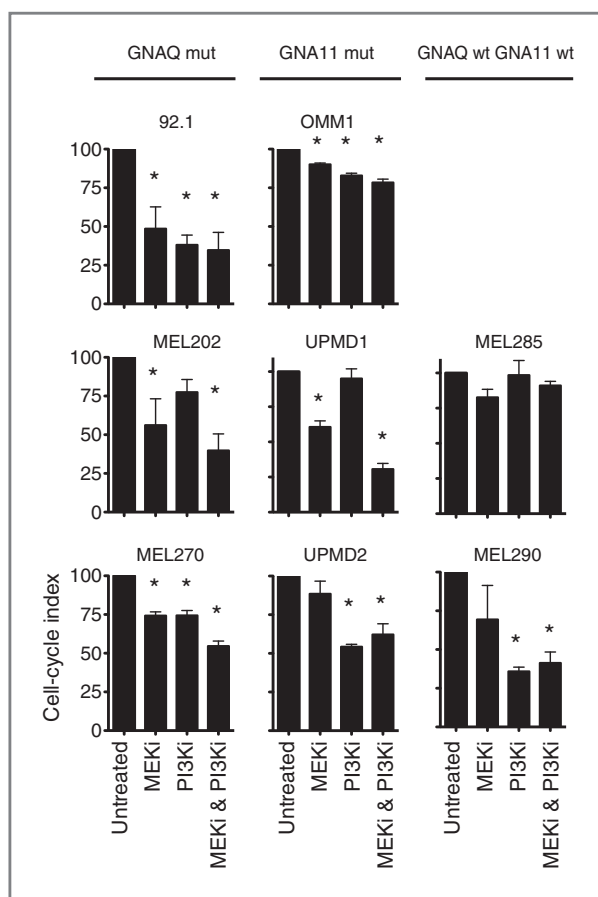 GNAQ mut GNA11 mut GNAQ wt GNA11 wt
92.1 OMM1
100
75
50
25
0
* * *
* * *
MEL202 UPMD1 MEL285
100
75
50
25
0
* *
* *
MEL270 UPMD2 MEL290
100
75
50
25
0
* * *
* *
* *
Cell-cycle index
Untreated
MEKi
PI3Ki
MEKi & PI3Ki
Untreated
MEKi
PI3Ki
MEKi & PI3Ki
Untreated
MEKi
PI3Ki
MEKi & PI3Ki